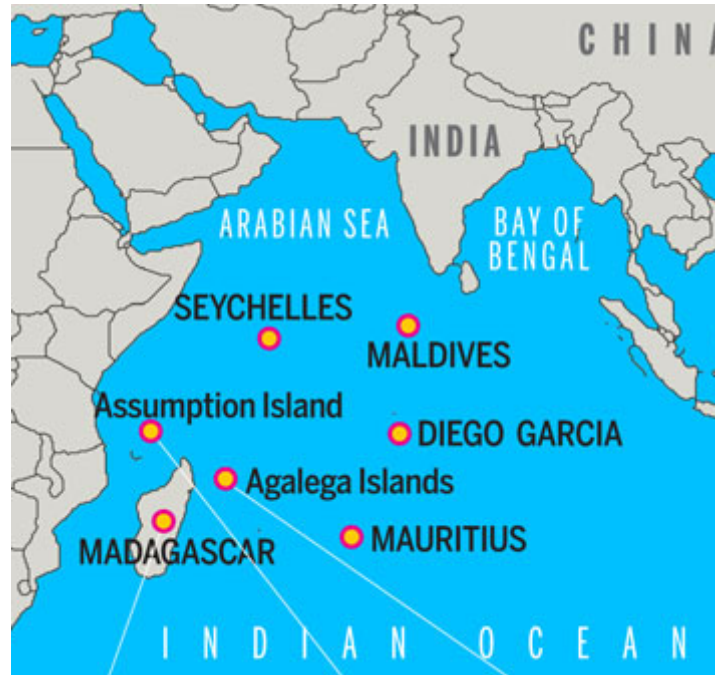 CHINA
INDIA
ARABIAN SEA
BAY OF
BENGAL
SEYCHELLES
MALDIVES
Assumption Island
DIEGO GARCIA
Agalega Islands
MAURITIUS
MADAGASCAR
INDIAN OCEAN